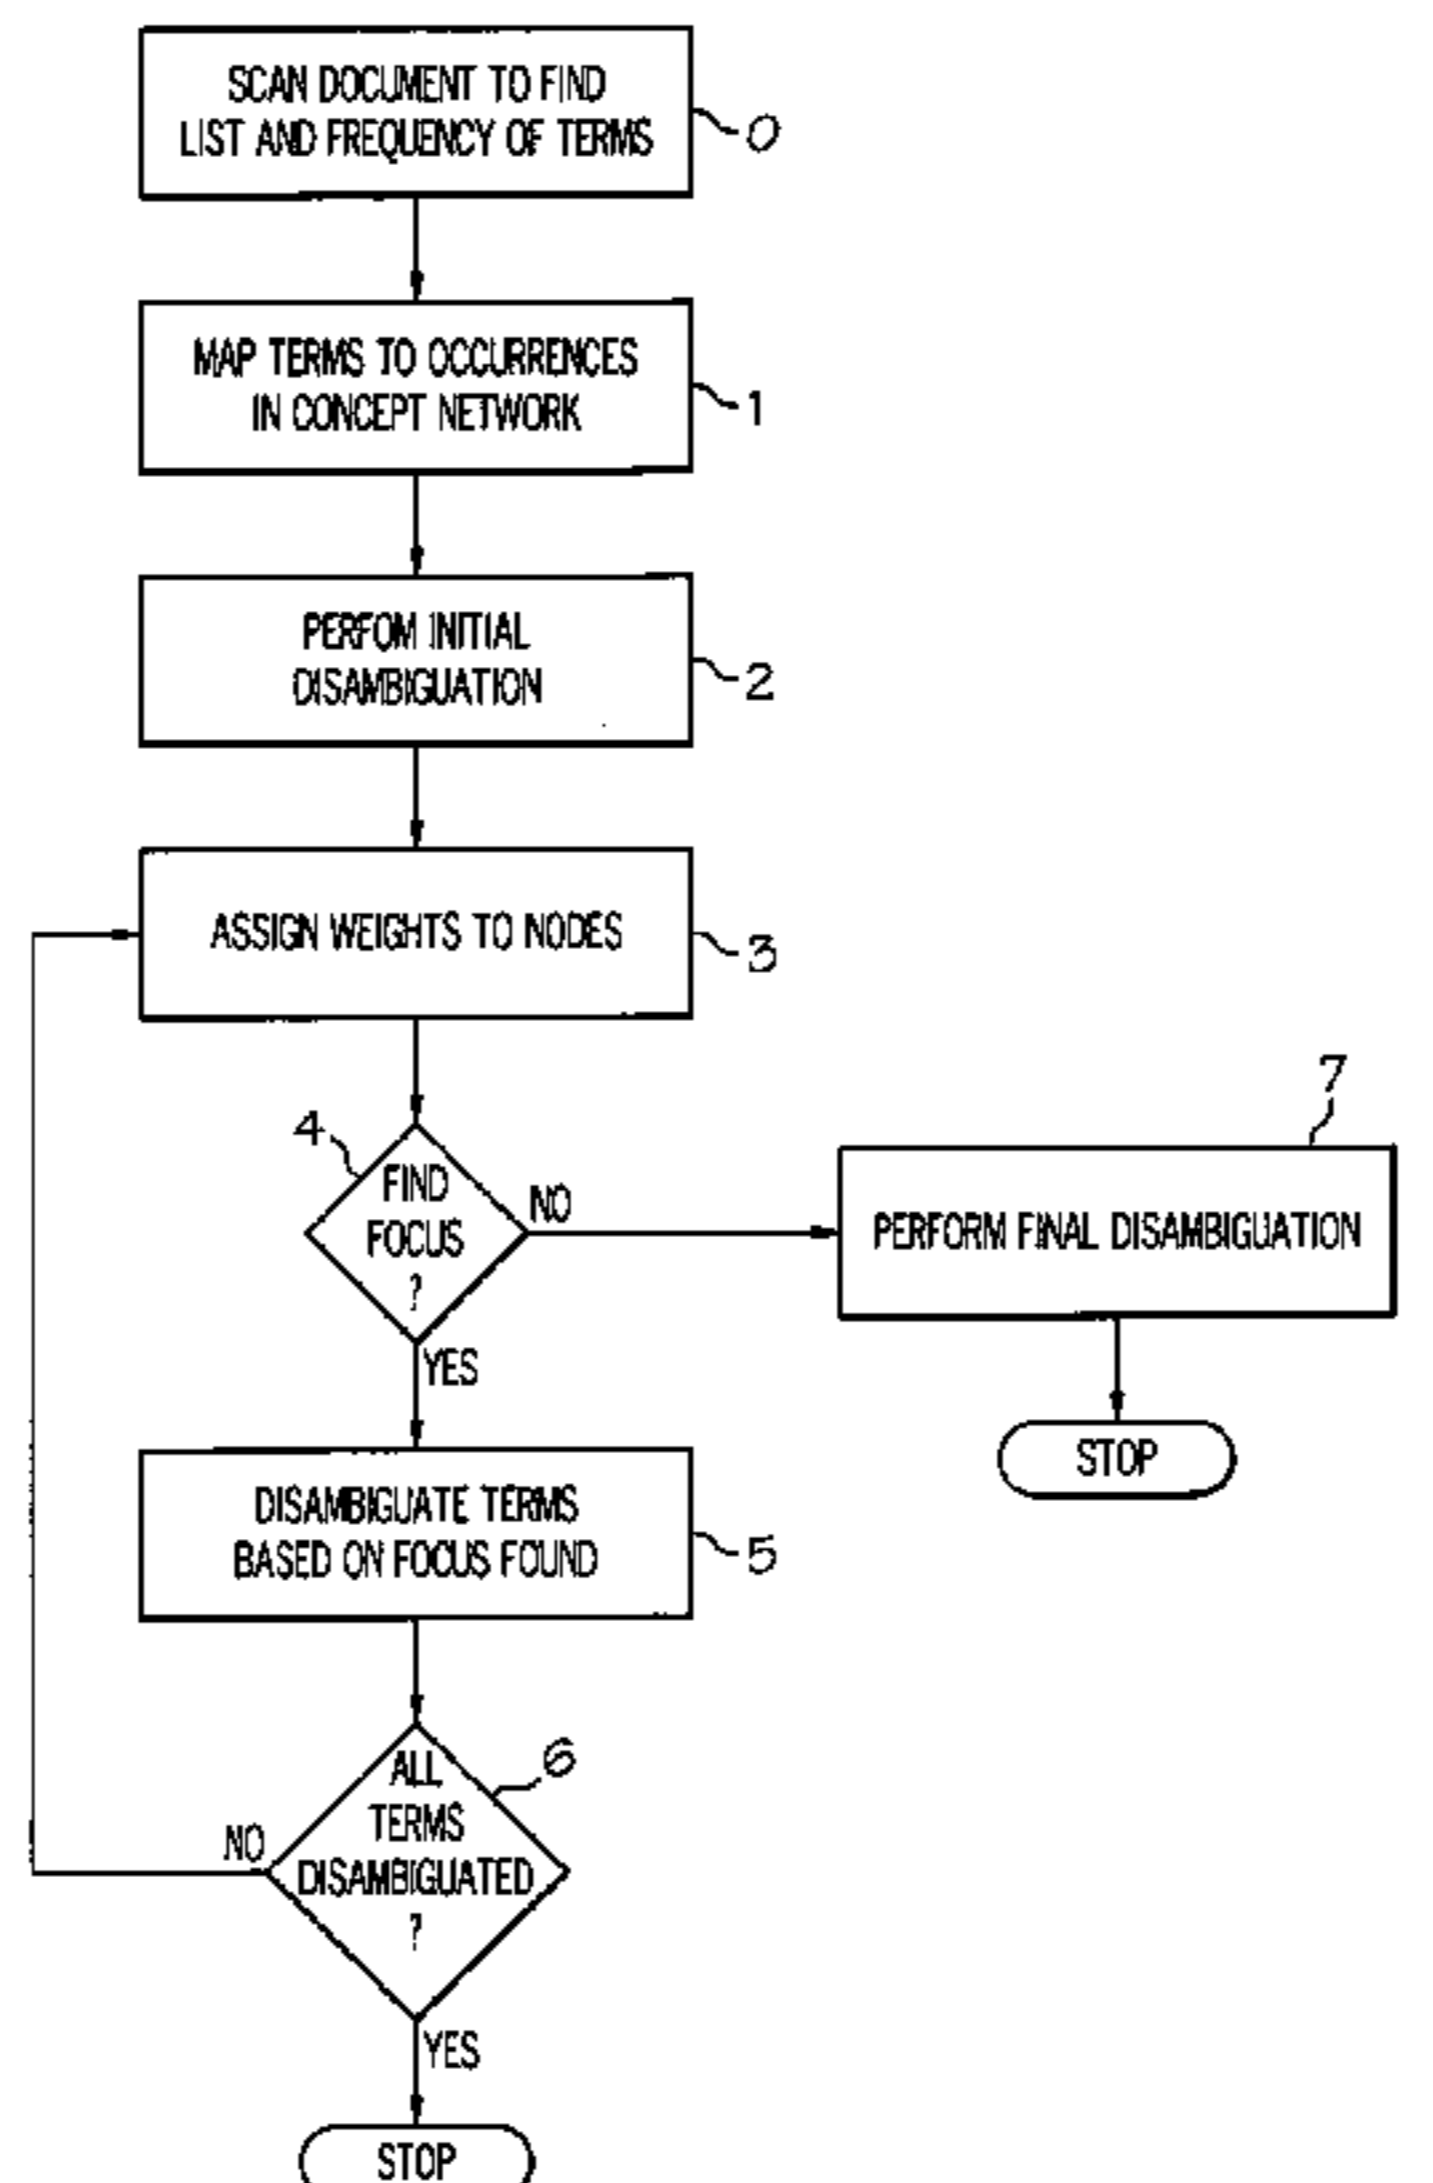 SCAN DOCUMENT TO FIND
LIST AND FREQUENCY OF TERMS
0
MAP TERMS TO OCCURRENCES
IN CONCEPT NETWORK
1
PERFOM INITIAL
DISAMBIGUATION
2
ASSIGN WEIGHTS TO NODES
3
4
FIND
FOCUS
?
NO
YES
7
PERFORM FINAL DISAMBIGUATION
STOP
DISAMBIGUATE TERMS
BASED ON FOCUS FOUND
5
6
ALL
TERMS
DISAMBIGUATED
?
NO
YES
STOP